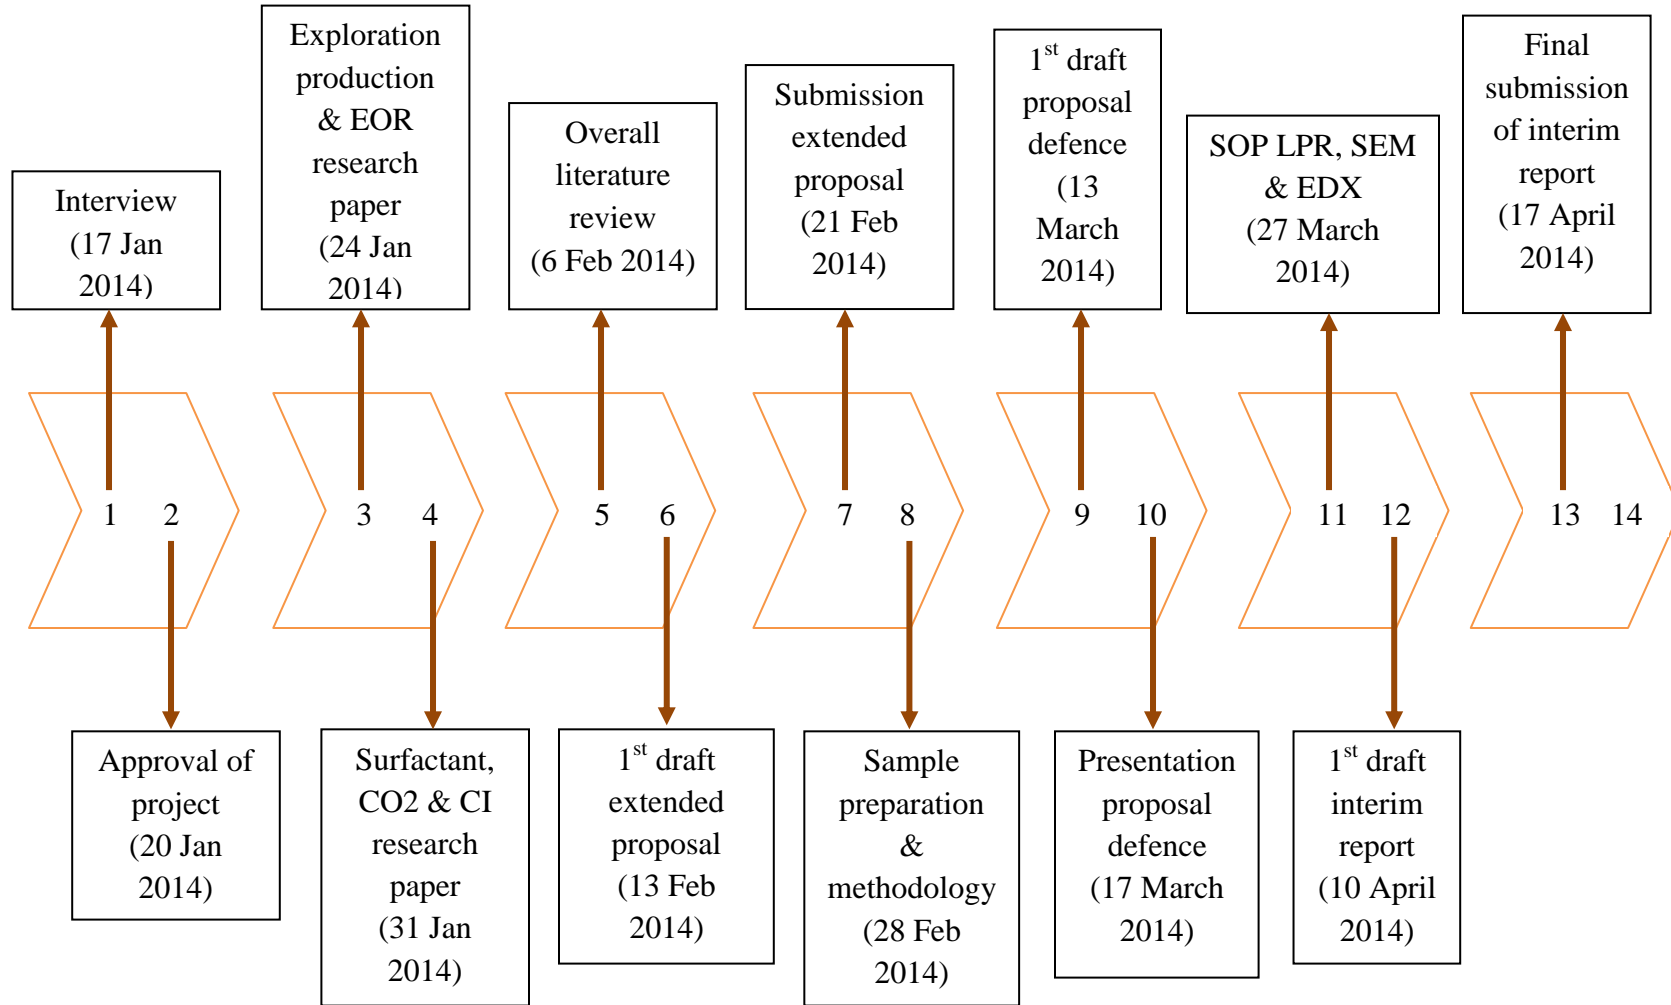 Interview
(17 Jan
2014)
Exploration
production
& EOR
research
paper
(24 Jan
2014)
Overall
literature
review
(6 Feb 2014)
Submission
extended
proposal
(21 Feb
2014)
1st draft
proposal
defence
(13
March
2014)
SOP LPR, SEM
& EDX
(27 March
2014)
Final
submission
of interim
report
(17 April
2014)
1 2 3 4 5 6 7 8 9 10 11 12 13 14
Approval of
project
(20 Jan
2014)
Surfactant,
CO2 & CI
research
paper
(31 Jan
2014)
1st draft
extended
proposal
(13 Feb
2014)
Sample
preparation
&
methodology
(28 Feb
2014)
Presentation
proposal
defence
(17 March
2014)
1st draft
interim
report
(10 April
2014)